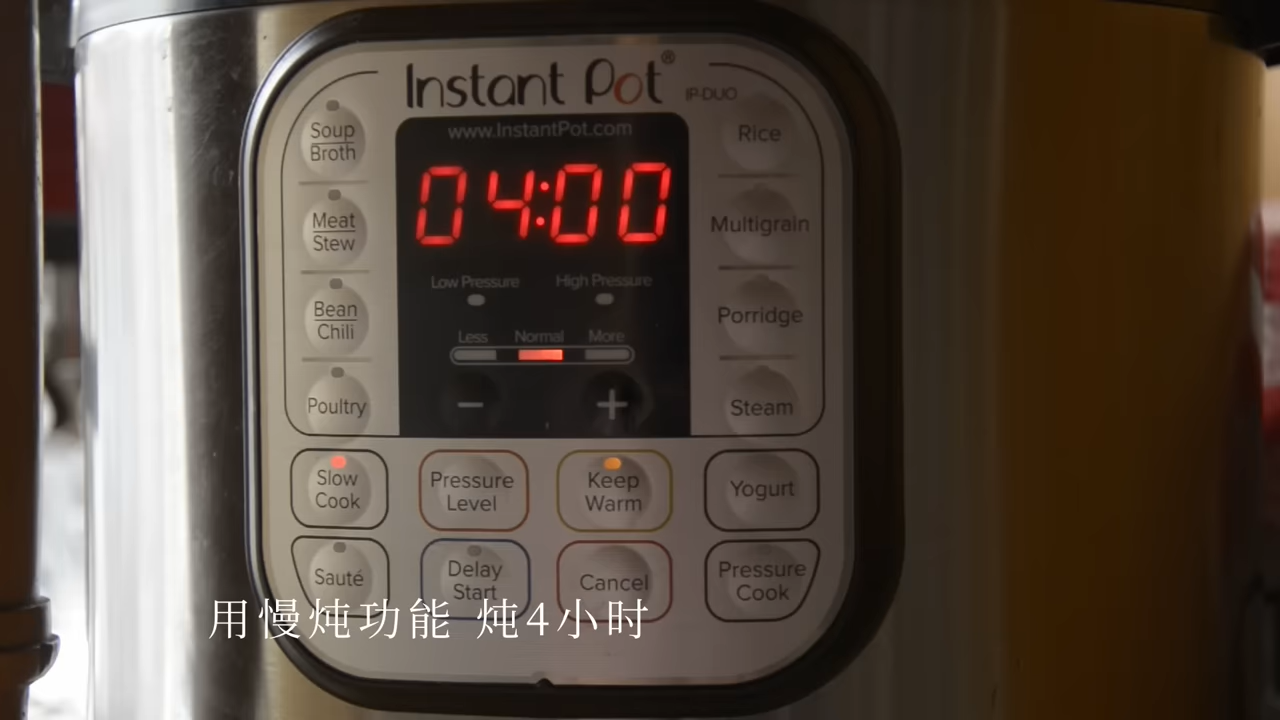 Instant Pot®
IP-DUO
www.InstantPot.com
04:00
Low Pressure
High Pressure
Less
Normal
More
−
+
Soup
Broth
Meat
Stew
Bean
Chili
Poultry
Rice
Multigrain
Porridge
Steam
Slow
Cook
Pressure
Level
Keep
Warm
Yogurt
Sauté
Delay
Start
Cancel
Pressure
Cook
用慢炖功能 炖4小时